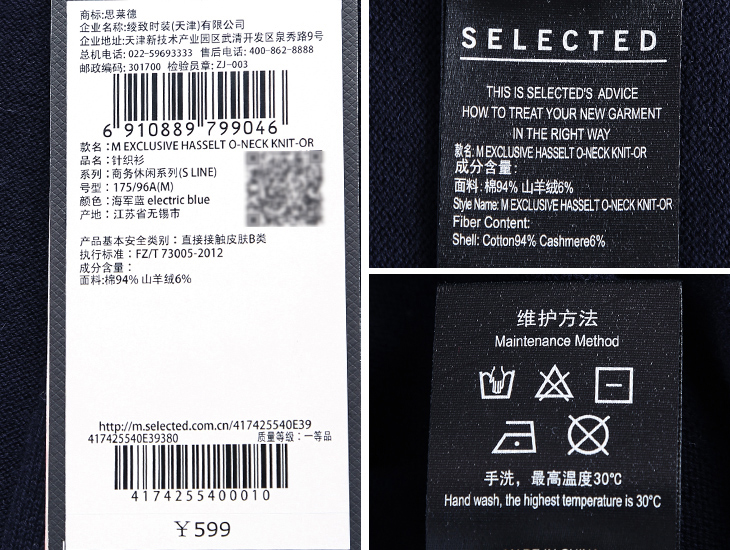 商标:思莱德
企业名称:绫致时装(天津)有限公司
企业地址:天津新技术产业园区武清开发区泉秀路9号
总机电话: 022-59693333 售后电话: 400-862-8888
邮政编码: 301700 检验员章: ZJ-003
6 910889 799046
款名:M EXCLUSIVE HASSELT O-NECK KNIT-OR
品名:针织衫
系列:商务休闲系列(S LINE)
号型:175/96A(M)
颜色:海军蓝 electric blue
产地:江苏省无锡市
产品基本安全类别:直接接触皮肤B类
执行标准:FZ/T 73005-2012
成分含量:
面料:棉94% 山羊绒6%
http://m.selected.com.cn/417425540E39
417425540E39380 质量等级:一等品
4174255400010
¥599
SELECTED
THIS IS SELECTED'S ADVICE
HOW TO TREAT YOUR NEW GARMENT
IN THE RIGHT WAY
款名: M EXCLUSIVE HASSELT O-NECK KNIT-OR
成分含量:
面料: 棉94% 山羊绒6%
Style Name: M EXCLUSIVE HASSELT O-NECK KNIT-OR
Fiber Content:
Shell: Cotton94% Cashmere6%
维护方法
Maintenance Method
手洗，最高温度30°C
Hand wash, the highest temperature is 30°C